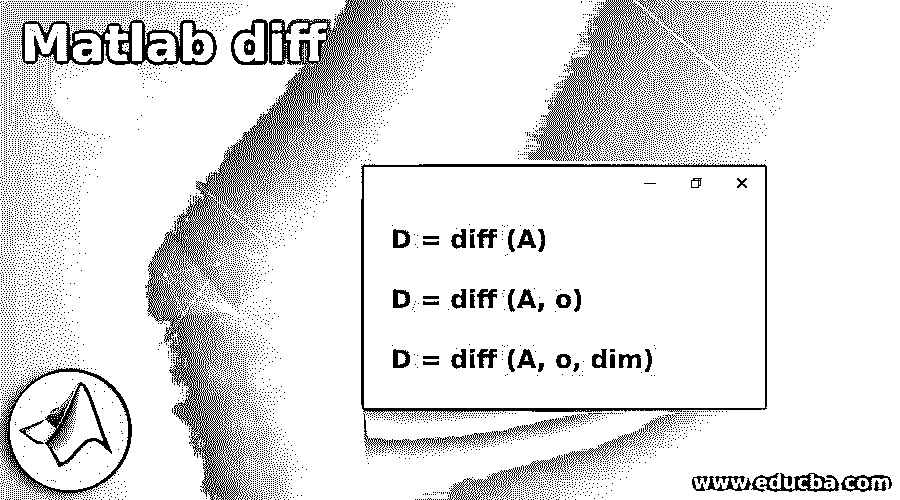 Matlab diff
D = diff (A)
D = diff (A, o)
D = diff (A, o, dim)
www.educba.com